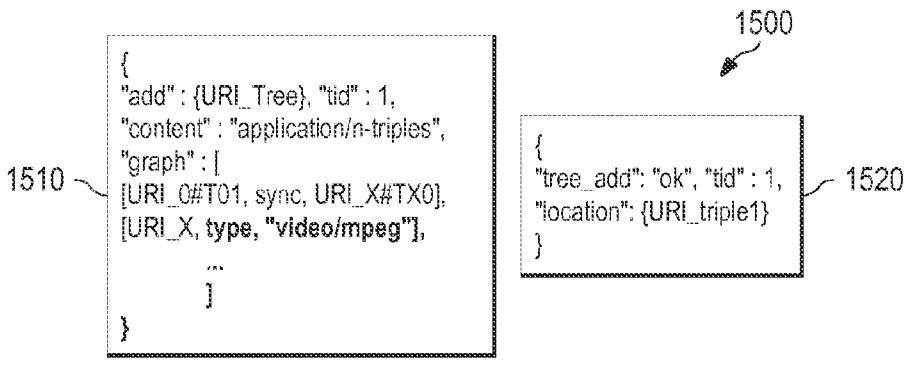 1500
1510
{
"add" : {URI_Tree}, "tid" : 1,
"content" : "application/n-triples",
"graph" : [
[URI_0#T01, sync, URI_X#TX0],
[URI_X, type, "video/mpeg"],
...
]
}
{
"tree_add": "ok", "tid" : 1,
"location": {URI_triple1}
}
1520